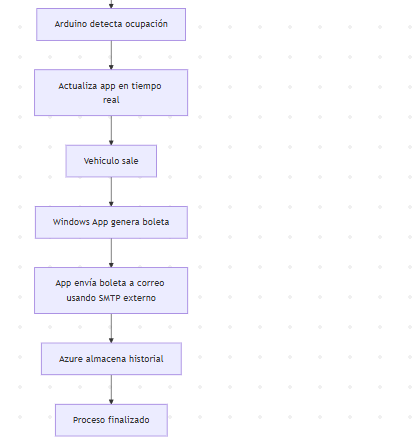 Arduino detecta ocupación
Actualiza app en tiempo
real
Vehículo sale
Windows App genera boleta
App envía boleta a correo
usando SMTP externo
Azure almacena historial
Proceso finalizado